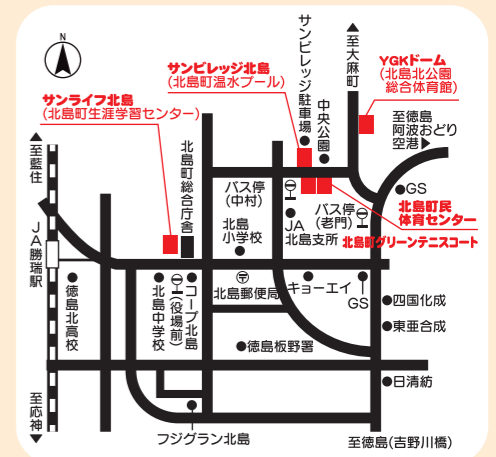 N
サンビレッジ駐車場
▲至大麻町
YGKドーム
(北島北公園
総合体育館)
サンビレッジ北島
(北島町温水プール)
中央公園
サンライフ北島
(北島町生涯学習センター)
至徳島
阿波おどり
空港▶
▲至藍住
北島町総合庁舎
バス停
(中村)
GS
北島町民
体育センター
JA
北島支所
バス停
(老門)
北島町グリーンテニスコート
北島
小学校
JA勝瑞駅
徳島北高校
北島中学校
(役場前)
コープ北島
〒
北島郵便局
キョーエイ
GS
四国化成
東亜合成
徳島板野署
日清紡
至応神▼
フジグラン北島
至徳島(吉野川橋)